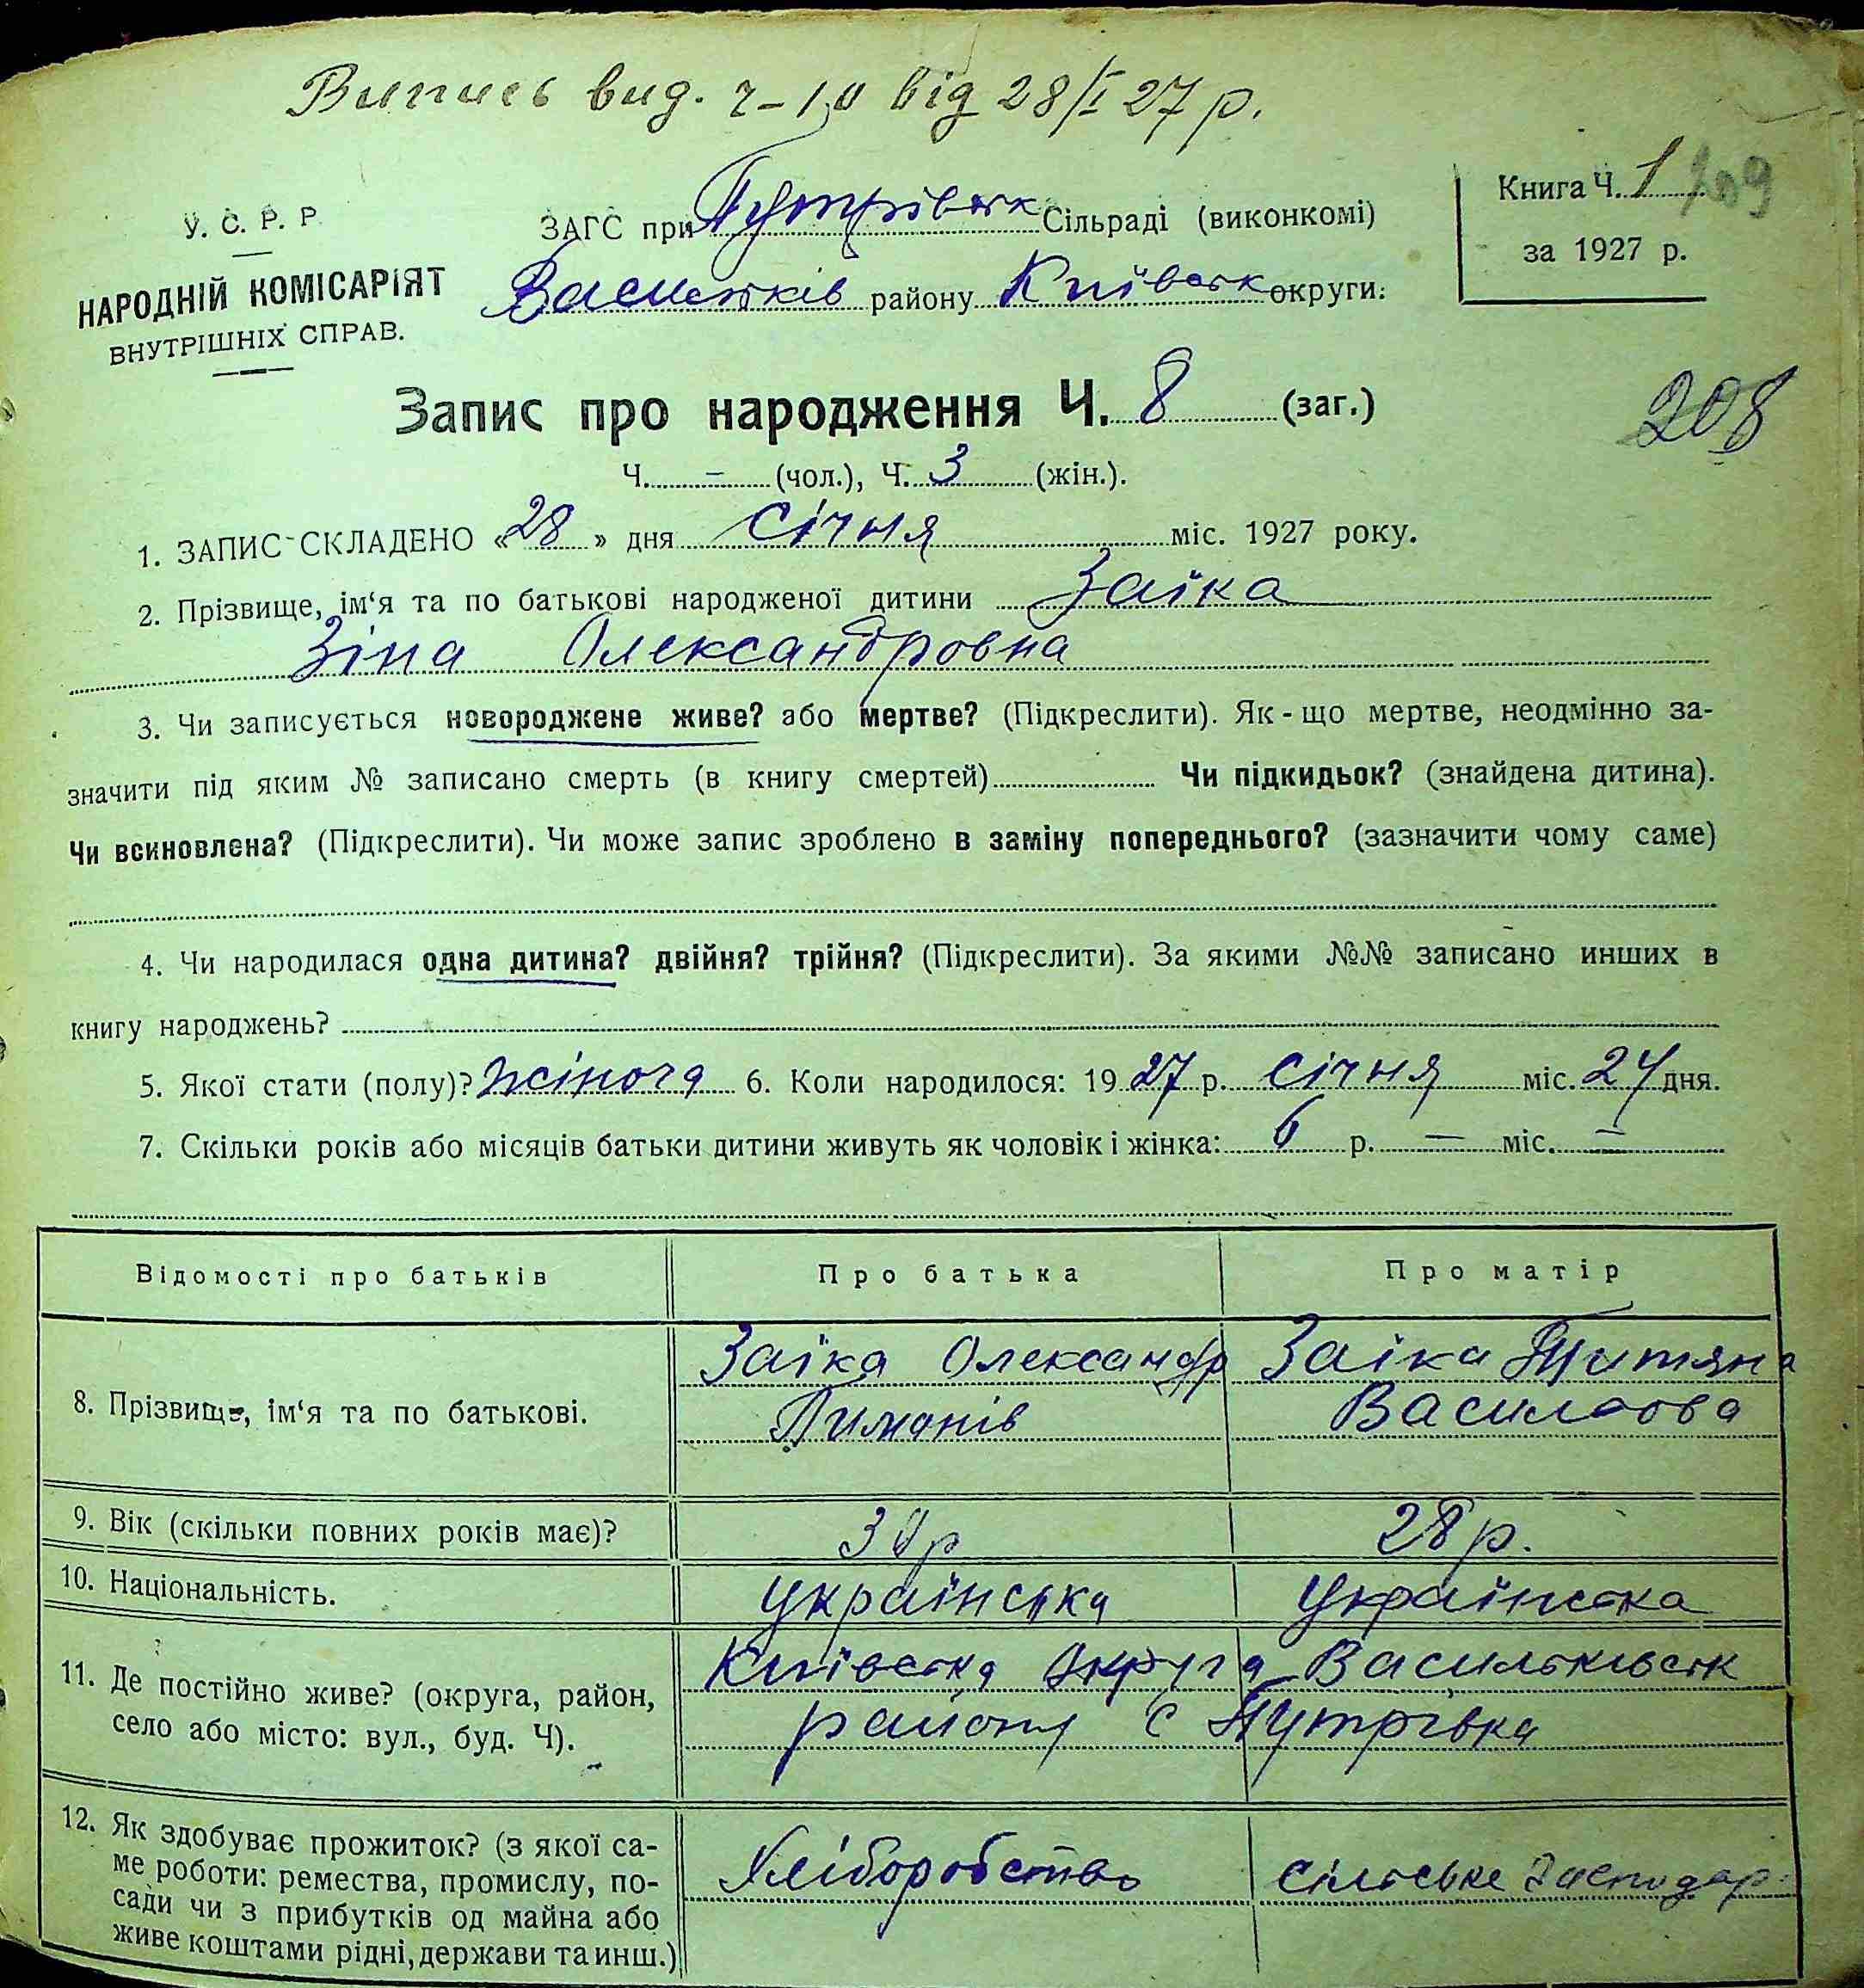 Випись вид. ч-10 від 28/I 27 р.
У. С. Р. Р.
НАРОДНІЙ КОМІСАРІЯТ
ВНУТРІШНІХ СПРАВ.
ЗАГС при Путрівськ Сільраді (виконкомі)
Васильків району Київськ округи.
Книга Ч. 1
за 1927 р.
209
208
Запис про народження Ч. 8 (заг.)
Ч. – (чол.), Ч. 3 (жін.).
1. ЗАПИС СКЛАДЕНО «28» дня січня міс. 1927 року.
2. Прізвище, ім‘я та по батькові народженої дитини Заїка
Зіна Олександровна
3. Чи записується новороджене живе? або мертве? (Підкреслити). Як-що мертве, неодмінно за-
значити під яким № записано смерть (в книгу смертей) Чи підкидьок? (знайдена дитина).
Чи всиновлена? (Підкреслити). Чи може запис зроблено в заміну попереднього? (зазначити чому саме)
4. Чи народилася одна дитина? двійня? трійня? (Підкреслити). За якими №№ записано инших в
книгу народжень?
5. Якої стати (полу)? жіноча 6. Коли народилося: 1927 р. січня міс. 24 дня.
7. Скільки років або місяців батьки дитини живуть як чоловік і жінка: 6 р. — міс. —
Відомості про батьків Про батька Про матір
8. Прізвище, ім‘я та по батькові.
Заїка Олександр
Заіка Титяна
Василова
9. Вік (скільки повних років має)? 28 р.
10. Національність. українська українська
11. Де постійно живе? (округа, район,
село або місто: вул., буд. Ч).
Київська округа Васильківськ
району с Путрівка
12. Як здобуває прожиток? (з якої са-
ме роботи: ремества, промислу, по-
сади чи з прибутків од майна або
живе коштами рідні, держави та инш.)
Хліборобство
сільське господар.